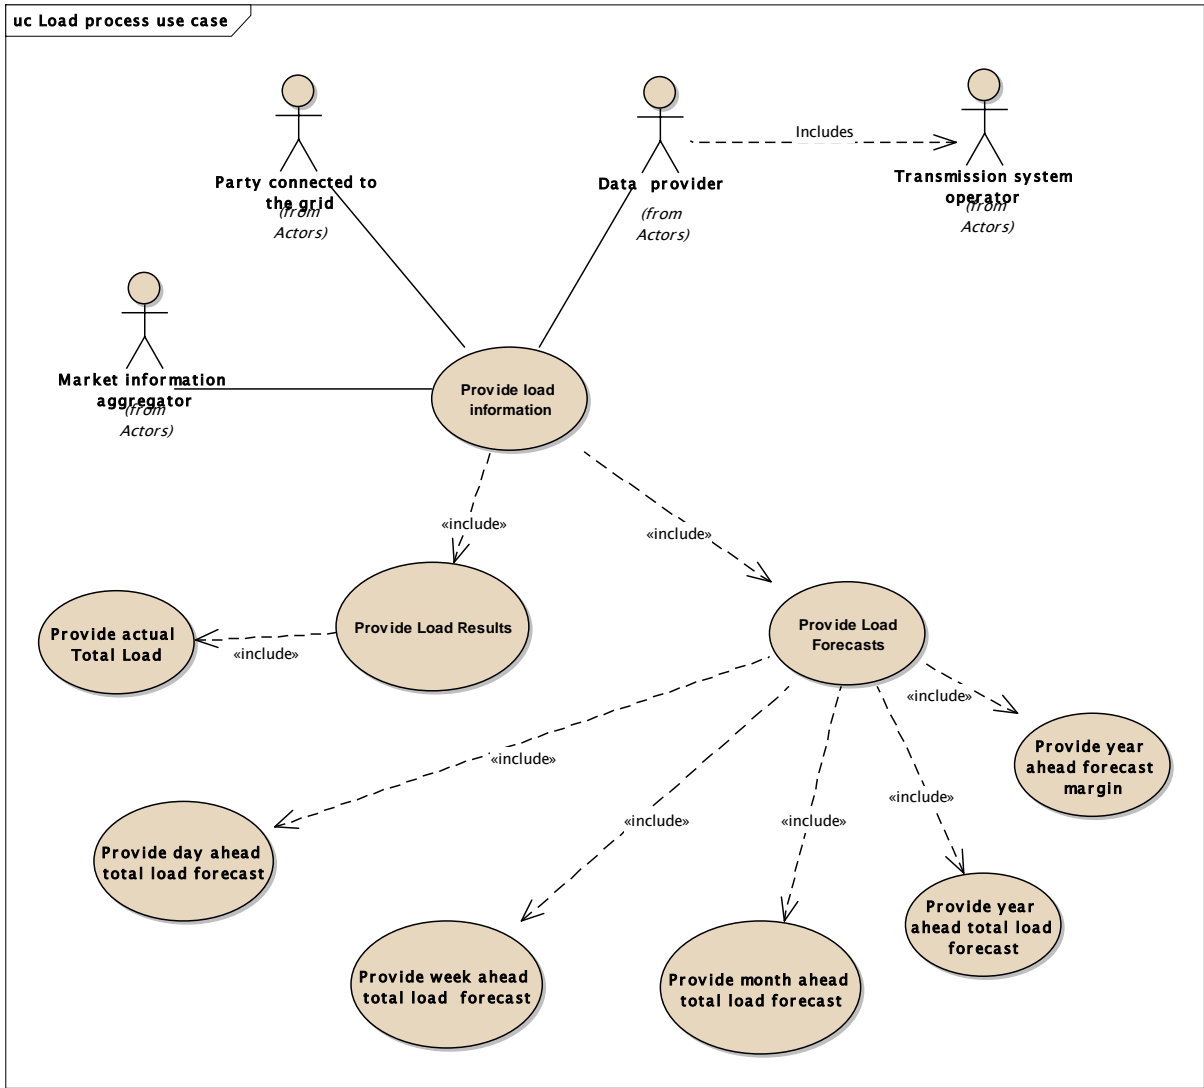 uc Load process use case
Includes
Party connected to
the grid
(from
Actors)
Data provider
(from
Actors)
Transmission system
operator
(from
Actors)
Market information
aggregator
(from
Actors)
Provide load
information
«include»
«include»
Provide actual
Total Load
«include»
Provide Load Results
Provide Load
Forecasts
«include»
«include»
«include»
«include»
«include»
Provide year
ahead forecast
margin
Provide day ahead
total load forecast
Provide year
ahead total load
forecast
Provide week ahead
total load forecast
Provide month ahead
total load forecast